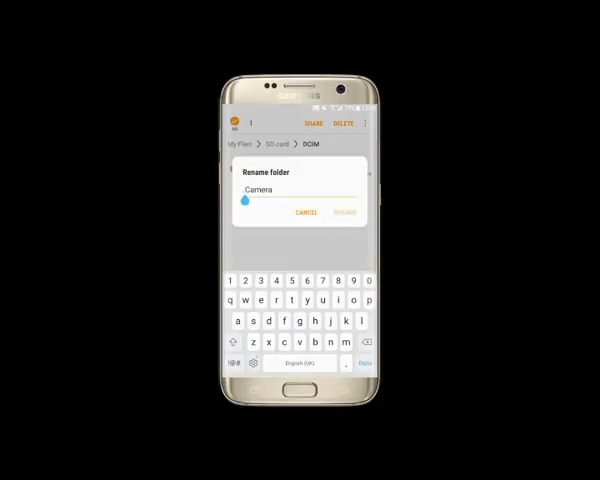 SAMSUNG
All
1
SHARE
DELETE
My Files > SD card > DCIM
Rename folder
.Camera
CANCEL
RENAME
1 2 3 4 5 6 7 8 9 0
q w e r t y u i o p
a s d f g h j k l
z x c v b n m
!@#
English (UK)
.
Done